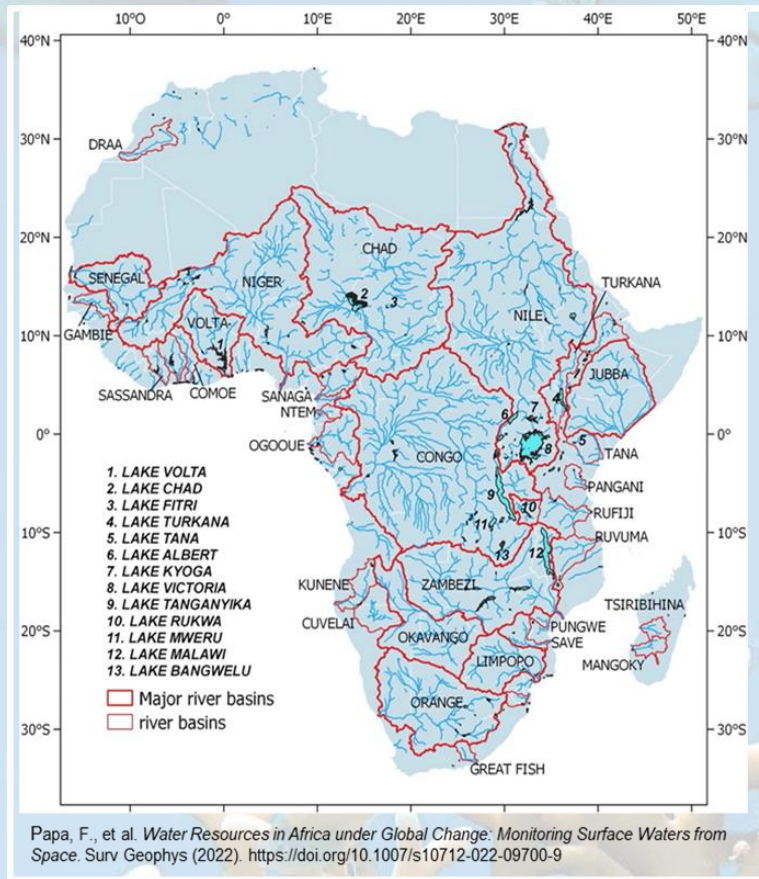 10°0 0° 10°E 20°E 30°E 40°E 50°E
40°N 40°N
30°N 30°N
DRAA
20°N 20°N
CHAD
TURKANA
SENEGAL
NIGER
2
3
NILE
10°N 10°N
GAMBIE
VOLTA
1
JUBBA
SASSANDRA
COMOE
SANAGA
NTEM
4
6
7
0° 0°
OGOOUE
CONGO
8
5
TANA
9
PANGANI
10
RUFIJI
10°S 10°S
11
RUVUMA
13
12
1. LAKE VOLTA
2. LAKE CHAD
3. LAKE FITRI
4. LAKE TURKANA
5. LAKE TANA
6. LAKE ALBERT
7. LAKE KYOGA
8. LAKE VICTORIA
9. LAKE TANGANYIKA
10. LAKE RUKWA
11. LAKE MWERU
12. LAKE MALAWI
13. LAKE BANGWELU
Major river basins
river basins
KUNENE
ZAMBEZI
TSIRIBIHINA
CUVELAI
PUNGWE
20°S 20°S
OKAVANGO
SAVE
LIMPOPO
MANGOKY
ORANGE
30°S 30°S
GREAT FISH
Papa, F., et al. Water Resources in Africa under Global Change: Monitoring Surface Waters from
Space. Surv Geophys (2022). https://doi.org/10.1007/s10712-022-09700-9